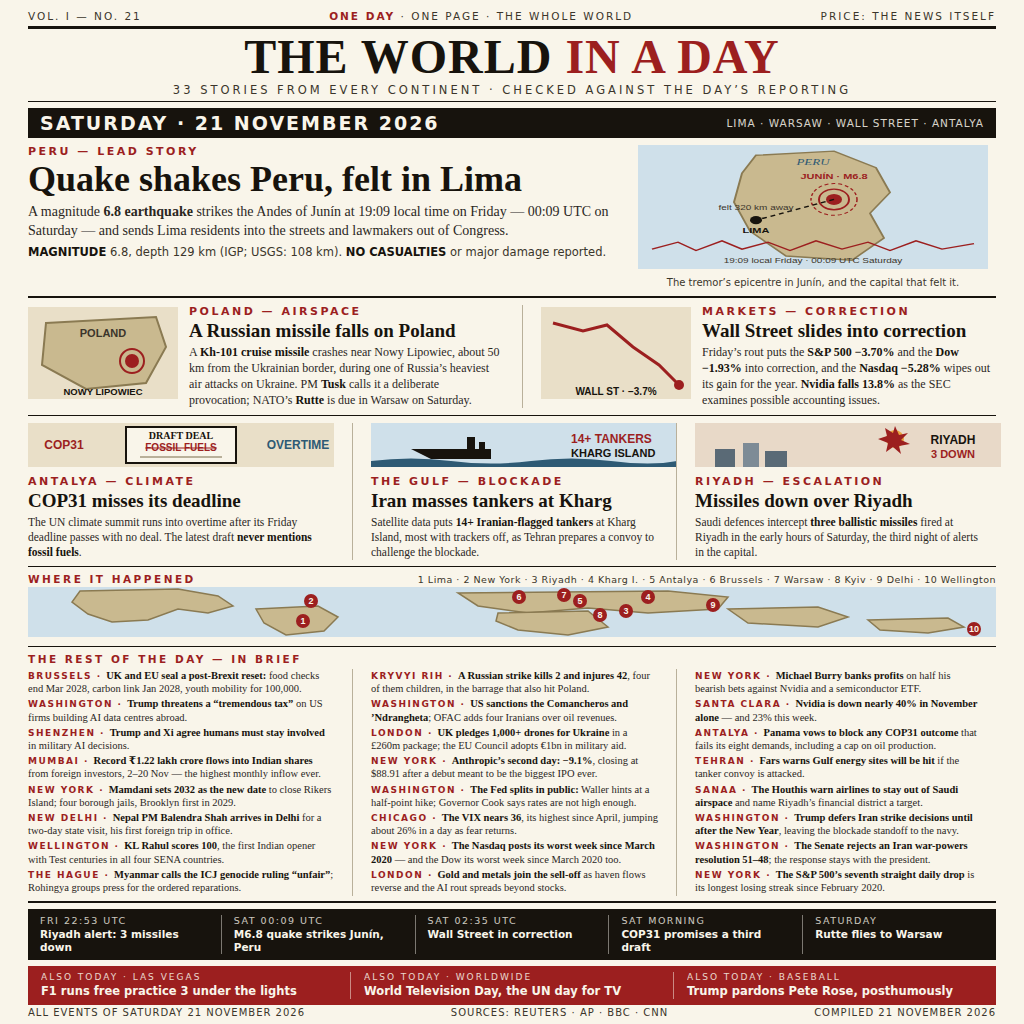 VOL. I — NO. 21
ONE DAY · ONE PAGE · THE WHOLE WORLD
PRICE: THE NEWS ITSELF
THE WORLD IN A DAY
33 STORIES FROM EVERY CONTINENT · CHECKED AGAINST THE DAY'S REPORTING
SATURDAY · 21 NOVEMBER 2026
LIMA · WARSAW · WALL STREET · ANTALYA
PERU — LEAD STORY
Quake shakes Peru, felt in Lima
A magnitude 6.8 earthquake strikes the Andes of Junín at 19:09 local time on Friday — 00:09 UTC on
Saturday — and sends Lima residents into the streets and lawmakers out of Congress.
MAGNITUDE 6.8, depth 129 km (IGP; USGS: 108 km). NO CASUALTIES or major damage reported.
PERU
JUNÍN · M6.8
felt 320 km away
LIMA
19:09 local Friday · 00:09 UTC Saturday
The tremor's epicentre in Junín, and the capital that felt it.
POLAND
NOWY LIPOWIEC
POLAND — AIRSPACE
A Russian missile falls on Poland
A Kh-101 cruise missile crashes near Nowy Lipowiec, about 50
km from the Ukrainian border, during one of Russia's heaviest
air attacks on Ukraine. PM Tusk calls it a deliberate
provocation; NATO's Rutte is due in Warsaw on Saturday.
WALL ST · −3.7%
MARKETS — CORRECTION
Wall Street slides into correction
Friday's rout puts the S&P 500 −3.70% and the Dow
−1.93% into correction, and the Nasdaq −5.28% wipes out
its gain for the year. Nvidia falls 13.8% as the SEC
examines possible accounting issues.
COP31
DRAFT DEAL
FOSSIL FUELS
OVERTIME
ANTALYA — CLIMATE
COP31 misses its deadline
The UN climate summit runs into overtime after its Friday
deadline passes with no deal. The latest draft never mentions
fossil fuels.
14+ TANKERS
KHARG ISLAND
THE GULF — BLOCKADE
Iran masses tankers at Kharg
Satellite data puts 14+ Iranian-flagged tankers at Kharg
Island, most with trackers off, as Tehran prepares a convoy to
challenge the blockade.
RIYADH
3 DOWN
RIYADH — ESCALATION
Missiles down over Riyadh
Saudi defences intercept three ballistic missiles fired at
Riyadh in the early hours of Saturday, the third night of alerts
in the capital.
WHERE IT HAPPENED
1 Lima · 2 New York · 3 Riyadh · 4 Kharg I. · 5 Antalya · 6 Brussels · 7 Warsaw · 8 Kyiv · 9 Delhi · 10 Wellington
2
1
6
7
5
8
3
4
9
10
THE REST OF THE DAY — IN BRIEF
BRUSSELS · UK and EU seal a post-Brexit reset: food checks
end Mar 2028, carbon link Jan 2028, youth mobility for 100,000.
WASHINGTON · Trump threatens a “tremendous tax” on US
firms building AI data centres abroad.
SHENZHEN · Trump and Xi agree humans must stay involved
in military AI decisions.
MUMBAI · Record ₹1.22 lakh crore flows into Indian shares
from foreign investors, 2–20 Nov — the highest monthly inflow ever.
NEW YORK · Mamdani sets 2032 as the new date to close Rikers
Island; four borough jails, Brooklyn first in 2029.
NEW DELHI · Nepal PM Balendra Shah arrives in Delhi for a
two-day state visit, his first foreign trip in office.
WELLINGTON · KL Rahul scores 100, the first Indian opener
with Test centuries in all four SENA countries.
THE HAGUE · Myanmar calls the ICJ genocide ruling “unfair”;
Rohingya groups press for the ordered reparations.
KRYVYI RIH · A Russian strike kills 2 and injures 42, four
of them children, in the barrage that also hit Poland.
WASHINGTON · US sanctions the Comancheros and
'Ndrangheta; OFAC adds four Iranians over oil revenues.
LONDON · UK pledges 1,000+ drones for Ukraine in a
£260m package; the EU Council adopts €1bn in military aid.
NEW YORK · Anthropic's second day: −9.1%, closing at
$88.91 after a debut meant to be the biggest IPO ever.
WASHINGTON · The Fed splits in public: Waller hints at a
half-point hike; Governor Cook says rates are not high enough.
CHICAGO · The VIX nears 36, its highest since April, jumping
about 26% in a day as fear returns.
NEW YORK · The Nasdaq posts its worst week since March
2020 — and the Dow its worst week since March 2020 too.
LONDON · Gold and metals join the sell-off as haven flows
reverse and the AI rout spreads beyond stocks.
NEW YORK · Michael Burry banks profits on half his
bearish bets against Nvidia and a semiconductor ETF.
SANTA CLARA · Nvidia is down nearly 40% in November
alone — and 23% this week.
ANTALYA · Panama vows to block any COP31 outcome that
fails its eight demands, including a cap on oil production.
TEHRAN · Fars warns Gulf energy sites will be hit if the
tanker convoy is attacked.
SANAA · The Houthis warn airlines to stay out of Saudi
airspace and name Riyadh's financial district a target.
WASHINGTON · Trump defers Iran strike decisions until
after the New Year, leaving the blockade standoff to the navy.
WASHINGTON · The Senate rejects an Iran war-powers
resolution 51–48; the response stays with the president.
NEW YORK · The S&P 500's seventh straight daily drop is
its longest losing streak since February 2020.
FRI 22:53 UTC
Riyadh alert: 3 missiles
down
SAT 00:09 UTC
M6.8 quake strikes Junín,
Peru
SAT 02:35 UTC
Wall Street in correction
SAT MORNING
COP31 promises a third
draft
SATURDAY
Rutte flies to Warsaw
ALSO TODAY · LAS VEGAS
F1 runs free practice 3 under the lights
ALSO TODAY · WORLDWIDE
World Television Day, the UN day for TV
ALSO TODAY · BASEBALL
Trump pardons Pete Rose, posthumously
ALL EVENTS OF SATURDAY 21 NOVEMBER 2026
SOURCES: REUTERS · AP · BBC · CNN
COMPILED 21 NOVEMBER 2026